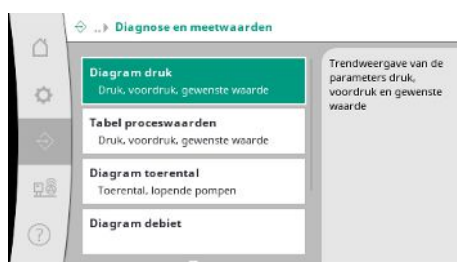 ..▸ Diagnose en meetwaarden
Diagram druk
Druk, voordruk, gewenste waarde
Tabel proceswaarden
Druk, voordruk, gewenste waarde
Diagram toerental
Toerental, lopende pompen
Diagram debiet
Trendweergave van de
parameters druk,
voordruk en gewenste
waarde
?